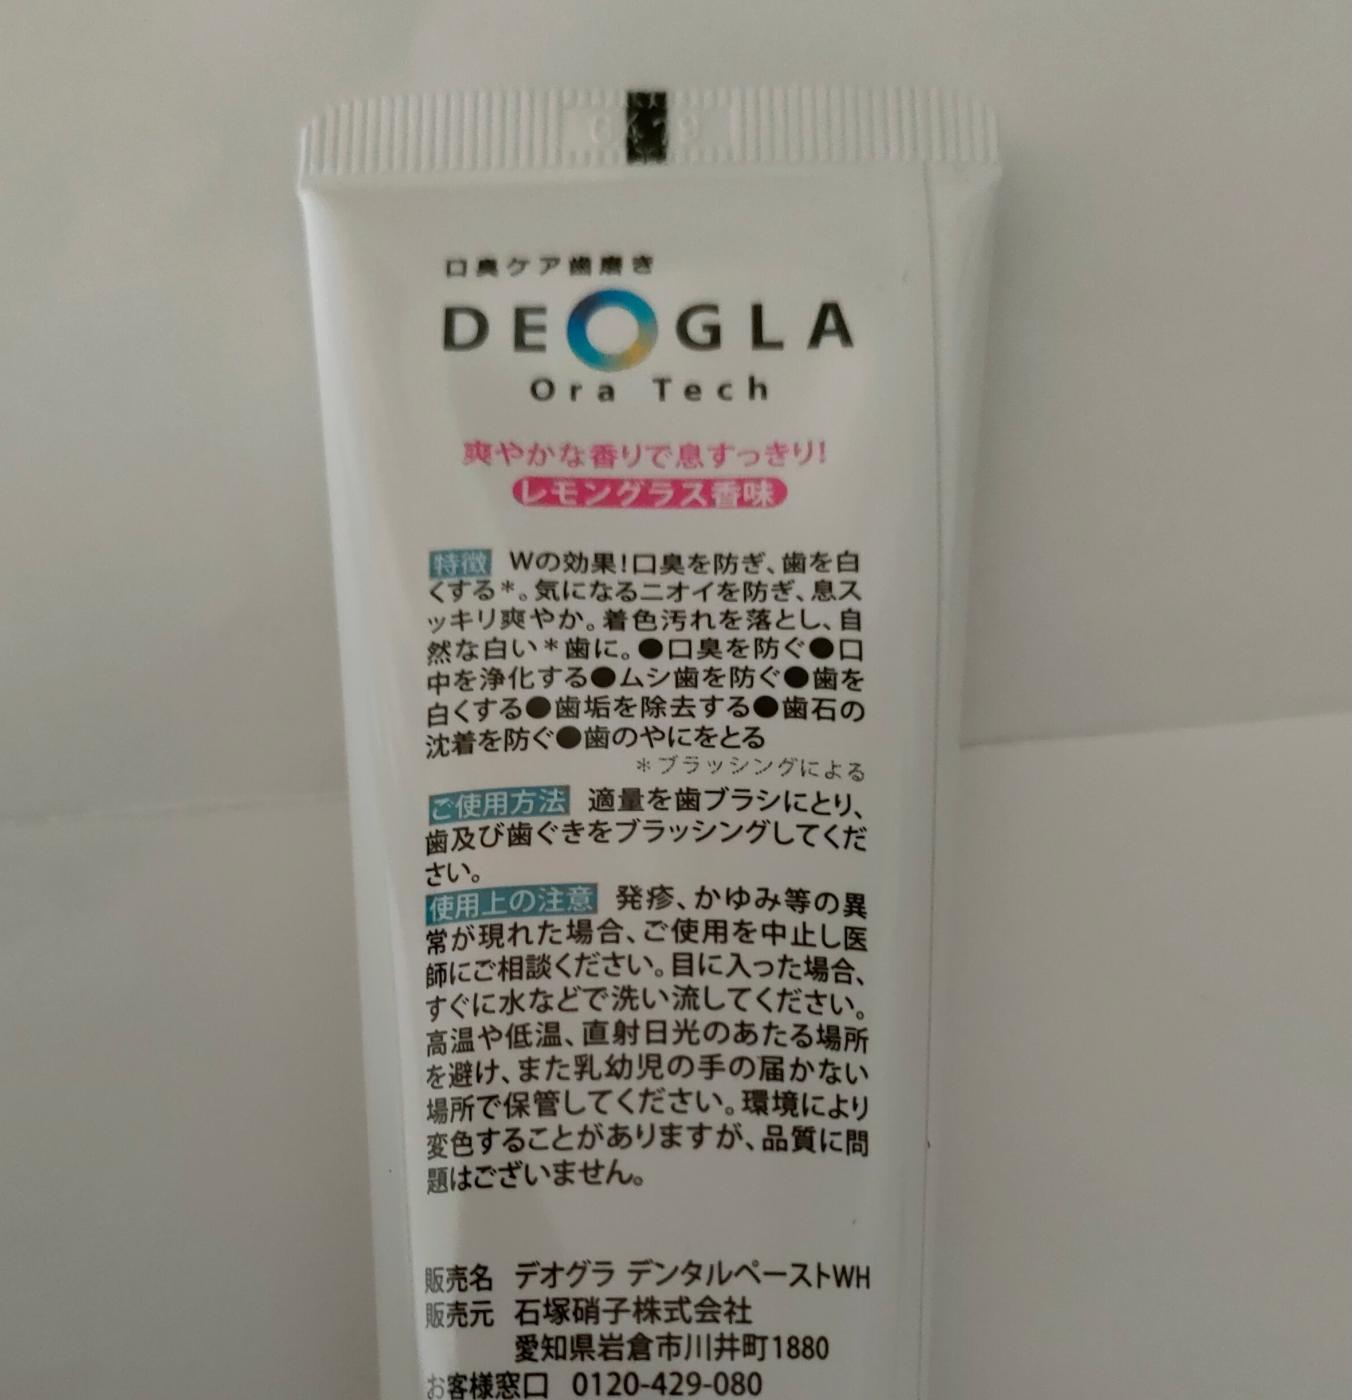 口臭ケア歯磨き
DEOGLA
Ora Tech
爽やかな香りで息すっきり!
レモングラス香味
特徴 Wの効果!口臭を防ぎ、歯を白
くする*。気になるニオイを防ぎ、息ス
ッキリ爽やか。着色汚れを落とし、自
然な白い*歯に。●口臭を防ぐ●口
中を浄化する●ムシ歯を防ぐ●歯を
白くする●歯垢を除去する●歯石の
沈着を防ぐ●歯のやにをとる
*ブラッシングによる
ご使用方法 適量を歯ブラシにとり、
歯及び歯ぐきをブラッシングしてくだ
さい。
使用上の注意 発疹、かゆみ等の異
常が現れた場合、ご使用を中止し医
師にご相談ください。目に入った場合、
すぐに水などで洗い流してください。
高温や低温、直射日光のあたる場所
を避け、また乳幼児の手の届かない
場所で保管してください。環境により
変色することがありますが、品質に問
題はございません。
販売名 デオグラ デンタルペーストWH
販売元 石塚硝子株式会社
愛知県岩倉市川井町1880
お客様窓口 0120-429-080